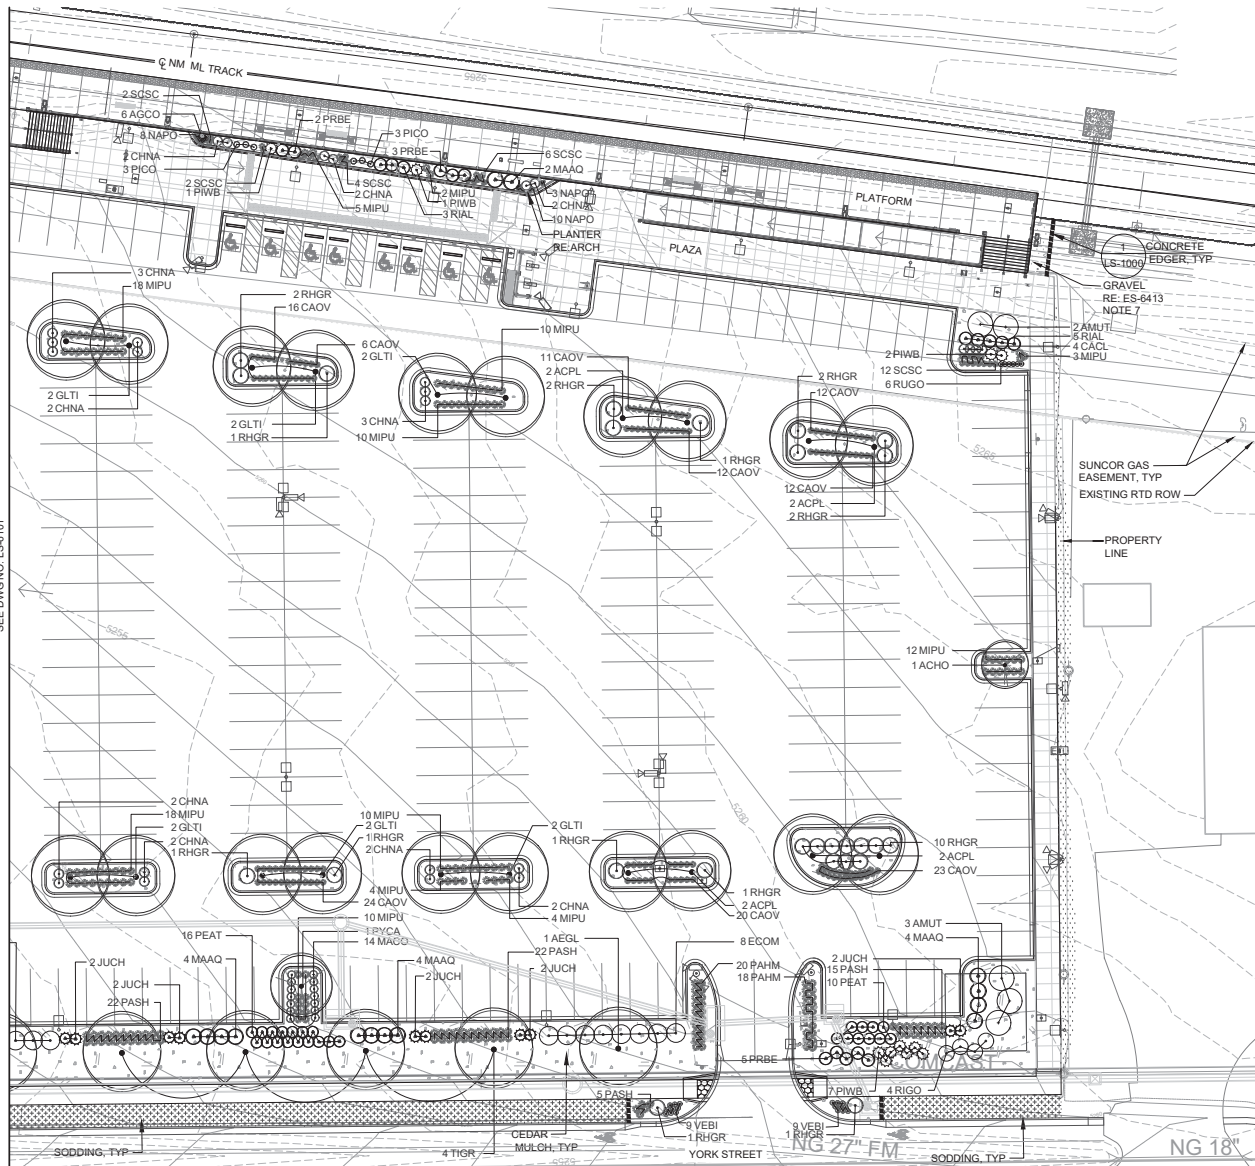 ℄ NM ML TRACK
5265
2 SCSC
6 AGCO
8 NAPO
2 PRBE
3 PICO
3 PRBE
6 SCSC
2 MAAQ
2 CHNA
3 PICO
2 SCSC
1 PIWB
4 SCSC
2 CHNA
5 MIPU
2 MIPU
1 PIWB
3 RIAL
3 NAPO
2 CHNA
10 NAPO
PLANTER
RE:ARCH
PLATFORM
PLAZA
1
LS-1000
CONCRETE
EDGER, TYP
GRAVEL
RE: ES-6413
NOTE 7
3 CHNA
18 MIPU
2 RHGR
16 CAOV
6 CAOV
2 GLTI
10 MIPU
11 CAOV
2 ACPL
2 RHGR
2 RHGR
12 CAOV
2 PIWB
12 SCSC
6 RUGO
2 AMUT
5 RIAL
4 CACL
3 MIPU
2 GLTI
2 CHNA
2 GLTI
1 RHGR
3 CHNA
10 MIPU
1 RHGR
12 CAOV
12 CAOV
2 ACPL
2 RHGR
5265
SUNCOR GAS
EASEMENT, TYP
EXISTING RTD ROW
PROPERTY
LINE
5255
12 MIPU
1 ACHO
5260
2 CHNA
18 MIPU
2 GLTI
2 CHNA
1 RHGR
10 MIPU
2 GLTI
1 RHGR
2 CHNA
4 MIPU
24 CAOV
2 GLTI
1 RHGR
2 CHNA
4 MIPU
1 RHGR
2 ACPL
20 CAOV
10 RHGR
2 ACPL
23 CAOV
10 MIPU
1 PYCA
14 MACO
16 PEAT
4 MAAQ
2 JUCH
2 JUCH
22 PASH
4 MAAQ
2 JUCH
1 AEGL
22 PASH
2 JUCH
8 ECOM
20 PAHM
18 PAHM
2 JUCH
15 PASH
10 PEAT
3 AMUT
4 MAAQ
5 PRBE
COMCAST
7 PIWB
4 RIGO
5 PASH
9 VEBI
1 RHGR
9 VEBI
1 RHGR
SODDING, TYP
4 TIGR
CEDAR
MULCH, TYP
5255
YORK STREET
NG 27" FM
SODDING, TYP
NG 18"